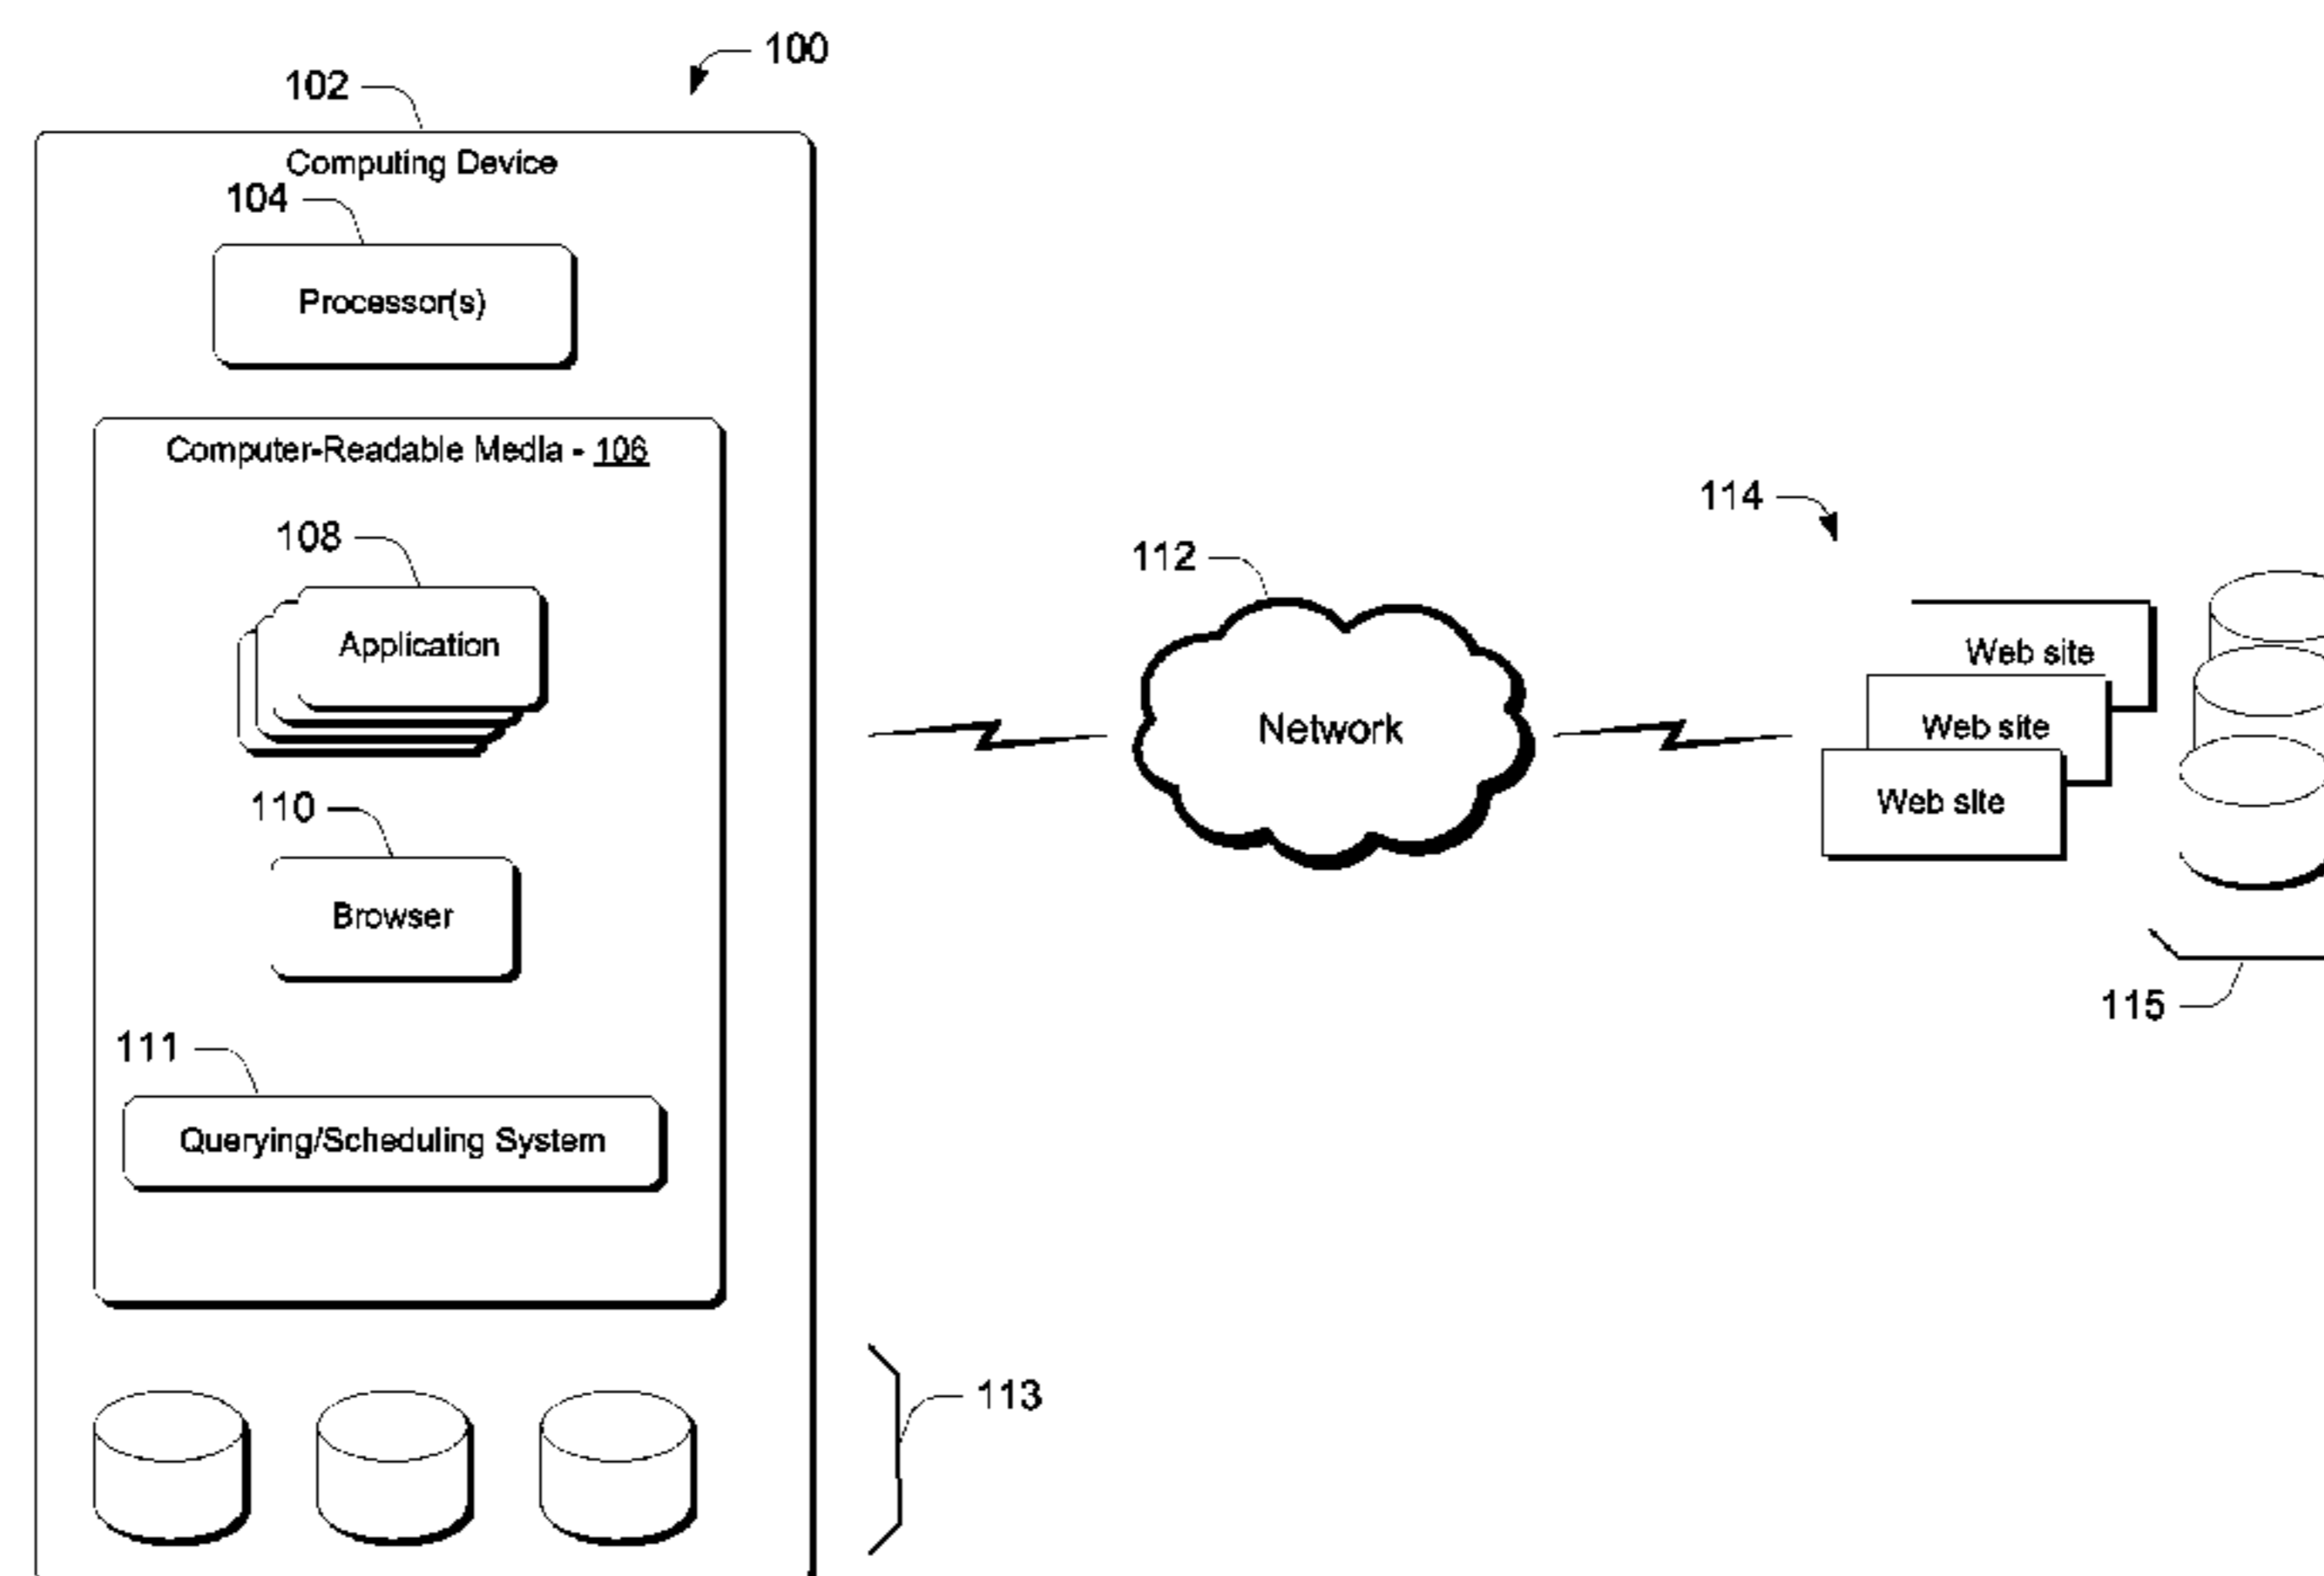 100
102
Computing Device
104
Processor(s)
Computer-Readable Media - 106
108
Application
110
Browser
111
Querying/Scheduling System
112
Network
114
Web site
Web site
Web site
115
113